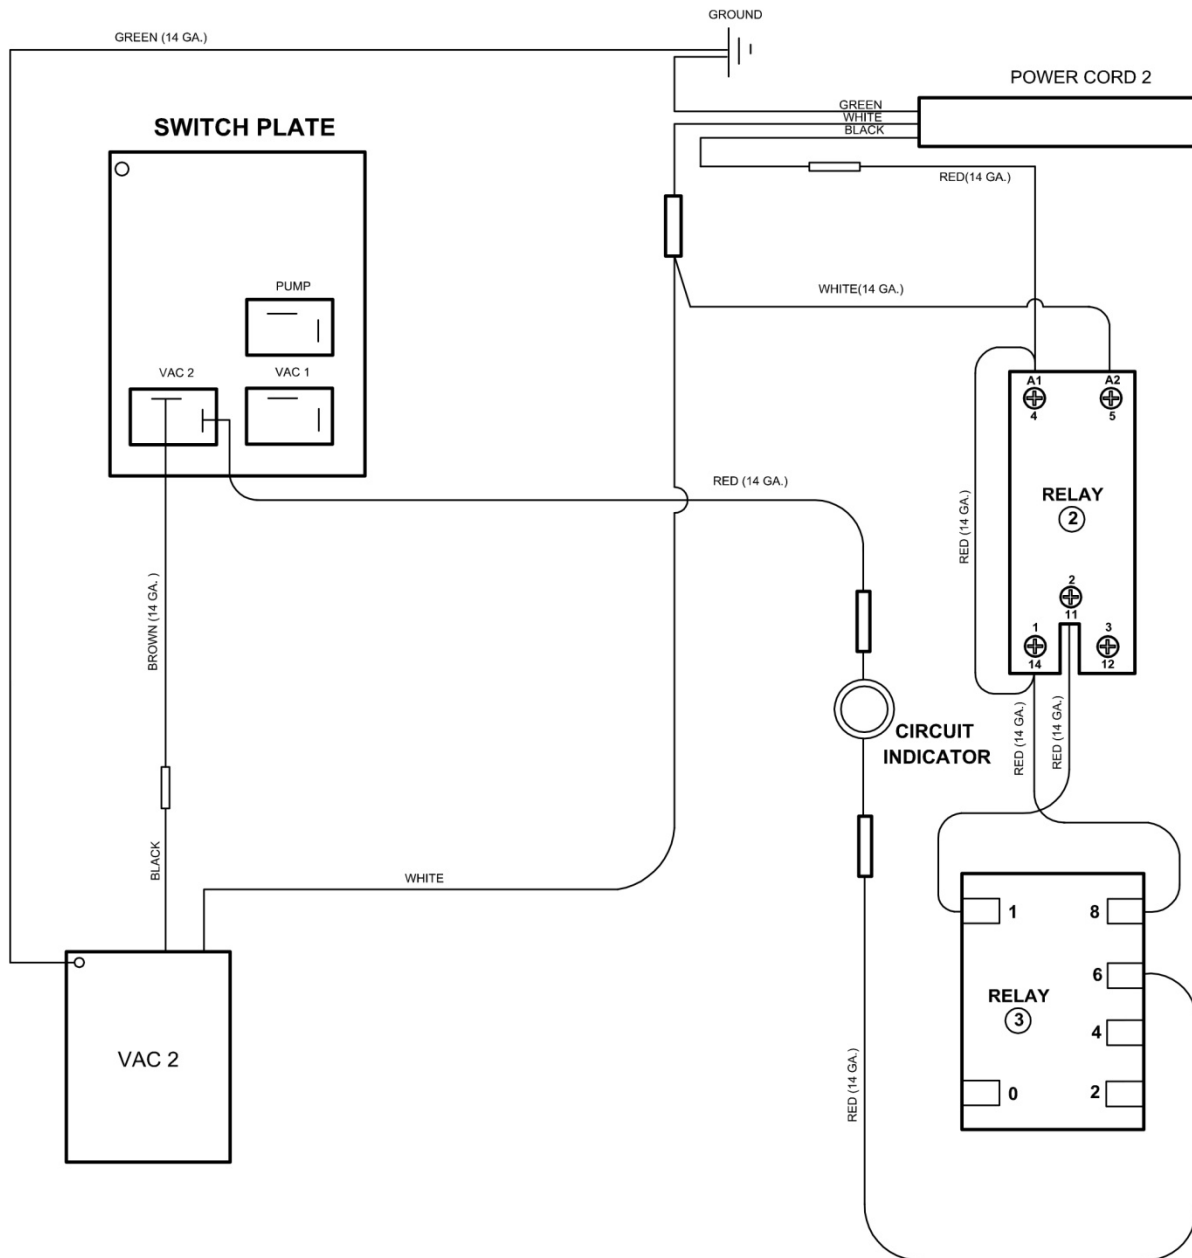 GROUND
GREEN (14 GA.)
POWER CORD 2
GREEN
WHITE
BLACK
SWITCH PLATE
RED(14 GA.)
PUMP
WHITE(14 GA.)
VAC 2
VAC 1
A1
A2
4
5
RED (14 GA.)
RELAY
2
RED (14 GA.)
2
11
1
3
14
12
BROWN (14 GA.)
CIRCUIT
INDICATOR
RED (14 GA.)
RED (14 GA.)
BLACK
WHITE
1
8
6
RELAY
3
4
0
2
VAC 2
RED (14 GA.)